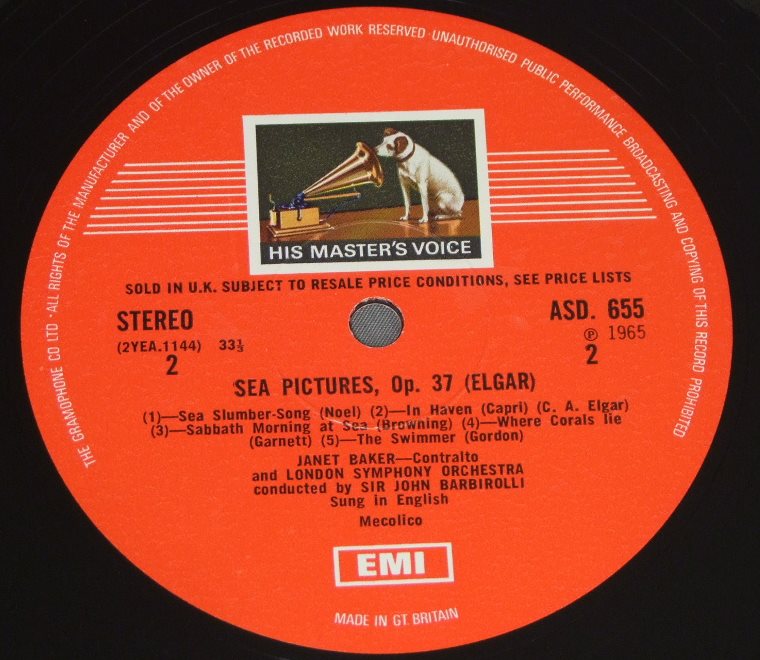 THE GRAMOPHONE CO LTD · ALL RIGHTS OF THE MANUFACTURER AND OF THE OWNER OF THE RECORDED WORK RESERVED · UNAUTHORISED PUBLIC PERFORMANCE BROADCASTING AND COPYING OF THIS RECORD PROHIBITED
HIS MASTER'S VOICE
SOLD IN U.K. SUBJECT TO RESALE PRICE CONDITIONS, SEE PRICE LISTS
STEREO
ASD. 655
(2YEA.1144) 33⅓
℗ 1965
2
2
SEA PICTURES, Op. 37 (ELGAR)
(1)—Sea Slumber-Song (Noel) (2)—In Haven (Capri) (C. A. Elgar)
(3)—Sabbath Morning at Sea (Browning) (4)—Where Corals lie
(Garnett) (5)—The Swimmer (Gordon)
JANET BAKER—Contralto
and LONDON SYMPHONY ORCHESTRA
conducted by SIR JOHN BARBIROLLI
Sung in English
Mecolico
EMI
MADE IN GT. BRITAIN